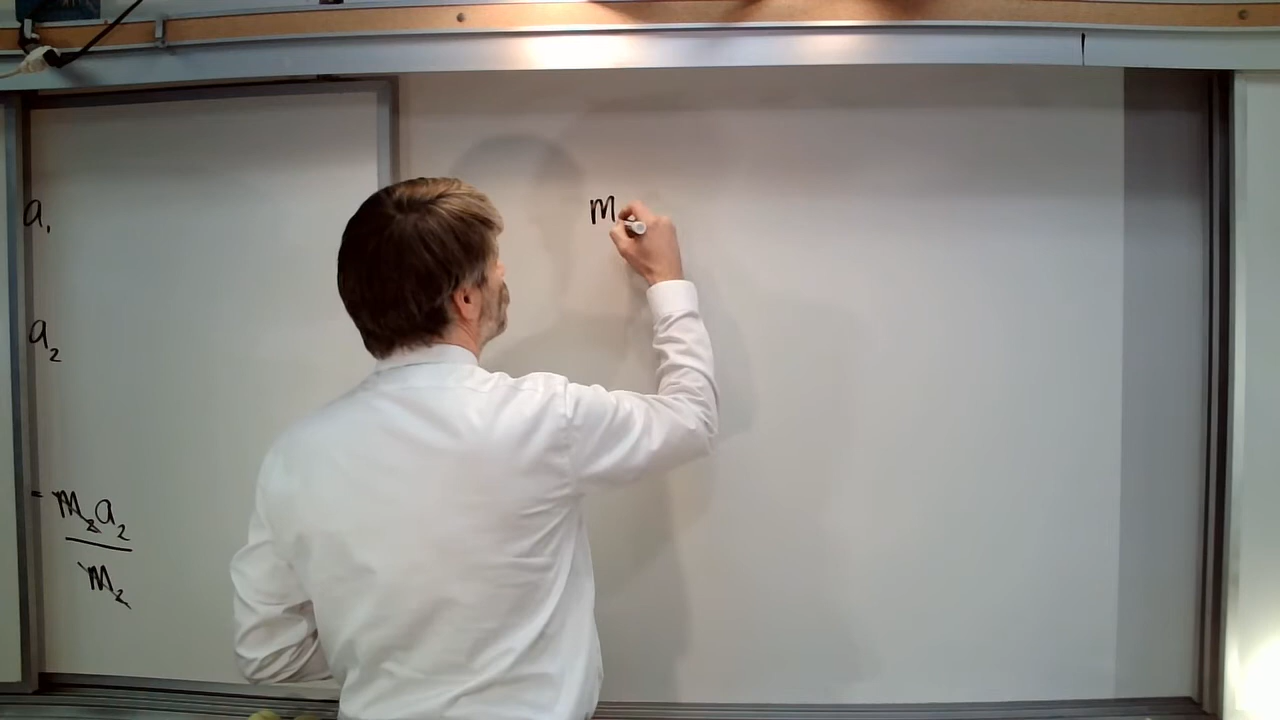 a₁
m
a₂
= m₂a₂
m₂